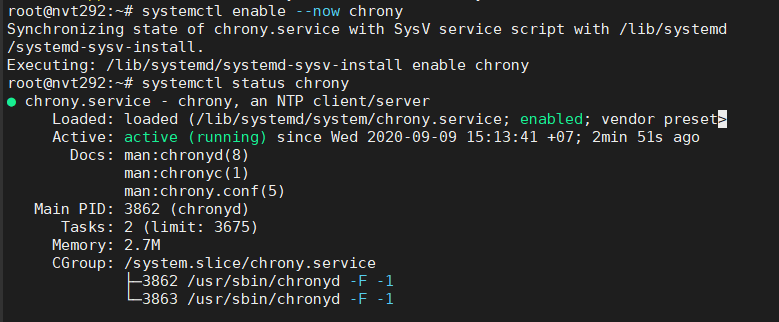 root@nvt292:~# systemctl enable --now chrony
Synchronizing state of chrony.service with SysV service script with /lib/systemd
/systemd-sysv-install.
Executing: /lib/systemd/systemd-sysv-install enable chrony
root@nvt292:~# systemctl status chrony
● chrony.service - chrony, an NTP client/server
     Loaded: loaded (/lib/systemd/system/chrony.service; enabled; vendor preset>
     Active: active (running) since Wed 2020-09-09 15:13:41 +07; 2min 51s ago
       Docs: man:chronyd(8)
             man:chronyc(1)
             man:chrony.conf(5)
   Main PID: 3862 (chronyd)
      Tasks: 2 (limit: 3675)
     Memory: 2.7M
     CGroup: /system.slice/chrony.service
             ├─3862 /usr/sbin/chronyd -F -1
             └─3863 /usr/sbin/chronyd -F -1